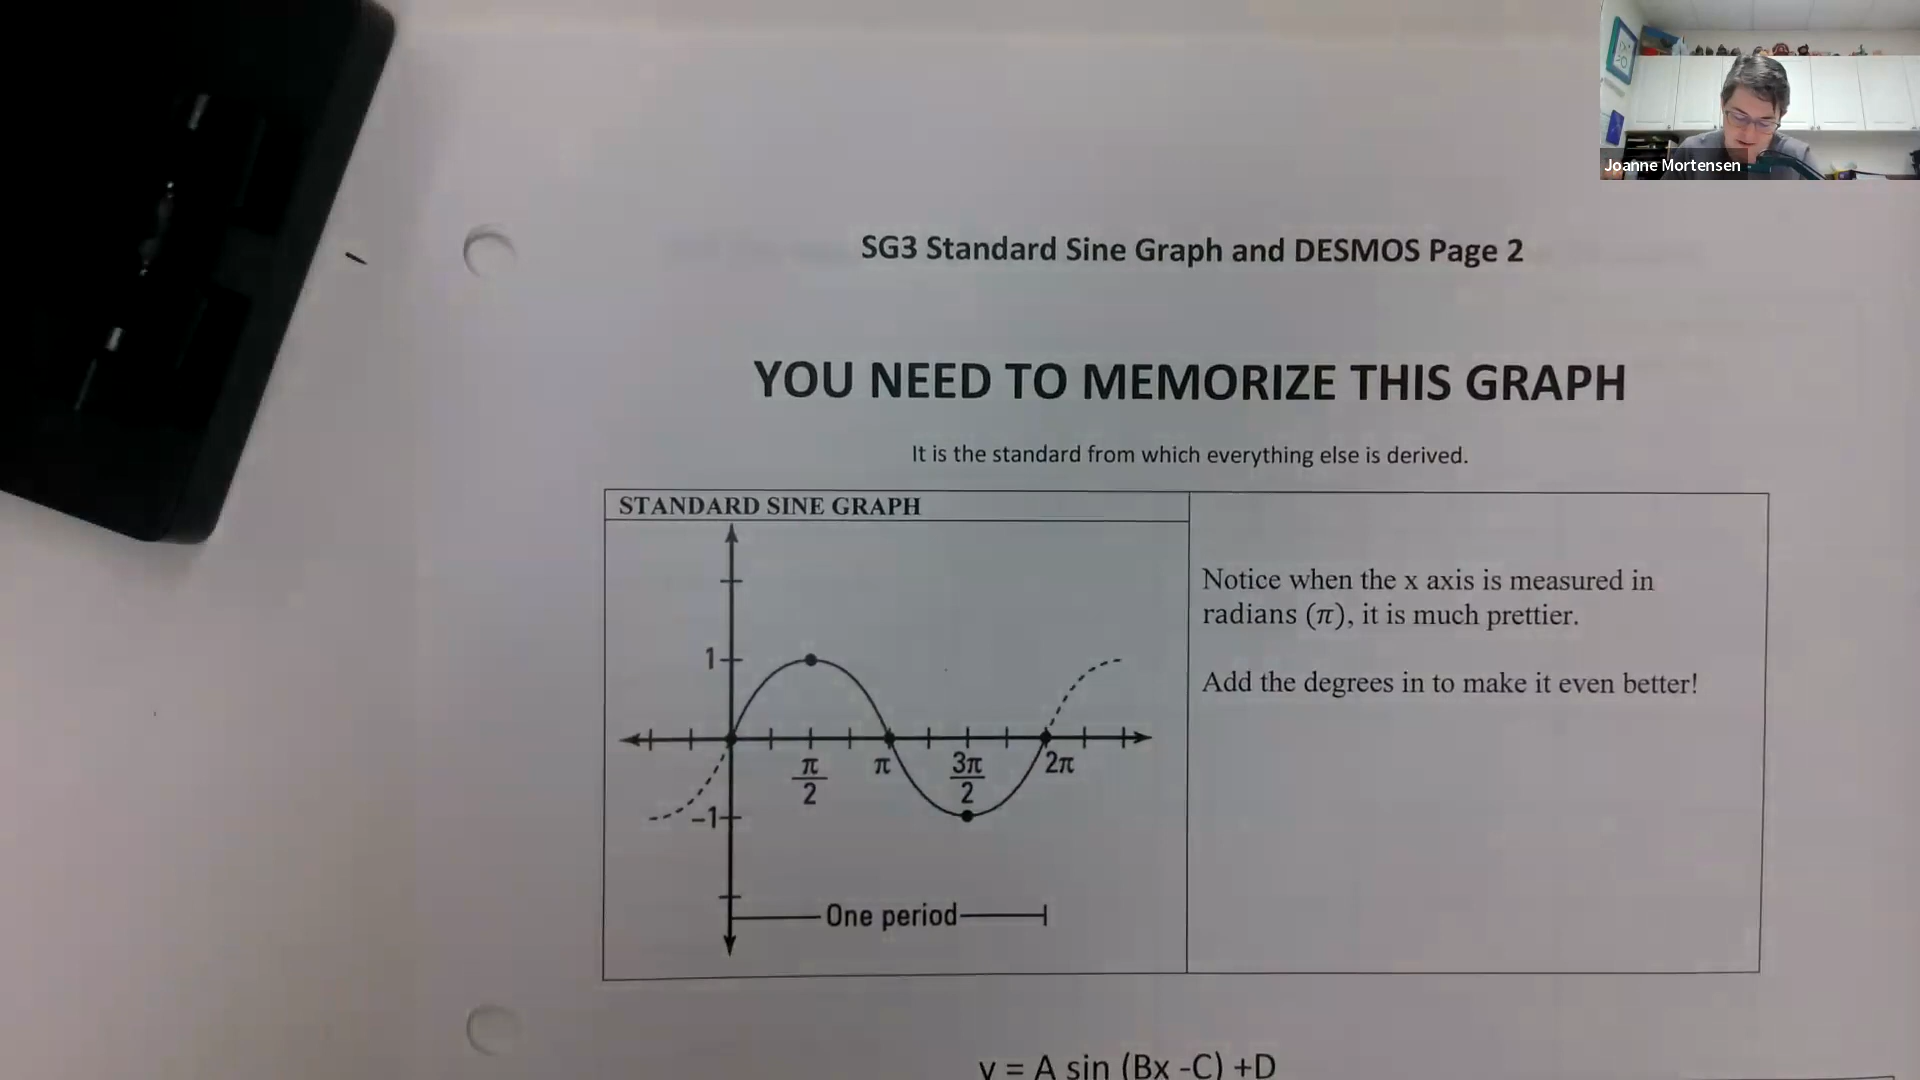 Joanne Mortensen
SG3 Standard Sine Graph and DESMOS Page 2
YOU NEED TO MEMORIZE THIS GRAPH
It is the standard from which everything else is derived.
STANDARD SINE GRAPH
1
π/2
π
3π/2
2π
-1
One period
Notice when the x axis is measured in
radians (π), it is much prettier.
Add the degrees in to make it even better!
y = A sin (Bx -C) +D